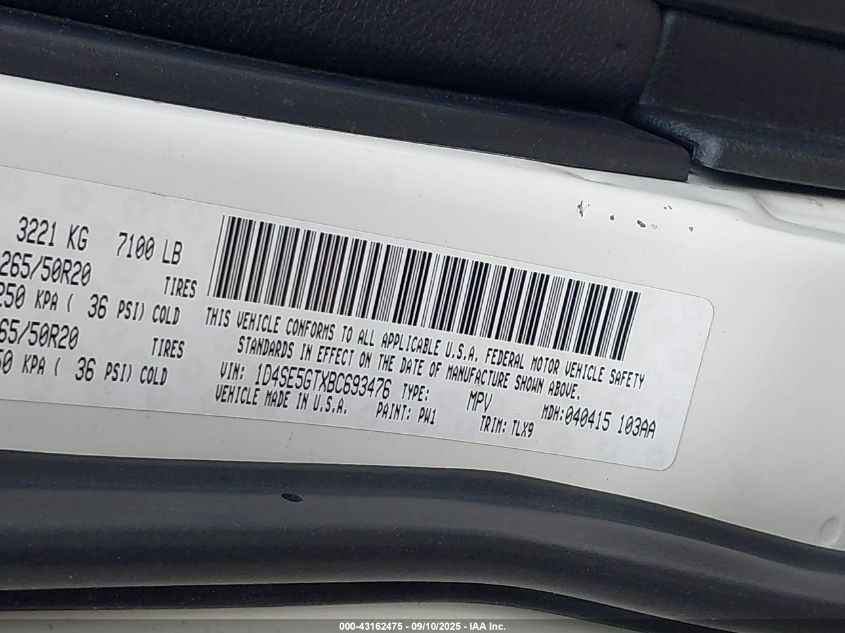 3221 KG 7100 LB
265/50R20 TIRES
250 KPA ( 36 PSI) COLD
65/50R20 TIRES
50 KPA ( 36 PSI) COLD
THIS VEHICLE CONFORMS TO ALL APPLICABLE U.S.A. FEDERAL MOTOR VEHICLE SAFETY
STANDARDS IN EFFECT ON THE DATE OF MANUFACTURE SHOWN ABOVE.
VIN: 1D4SE5GTXBC693476 TYPE: MPV MDH:040415 103AA
VEHICLE MADE IN U.S.A. PAINT: PW1 TRIM: TLX9
000-43162475 - 09/10/2025 - IAA Inc.